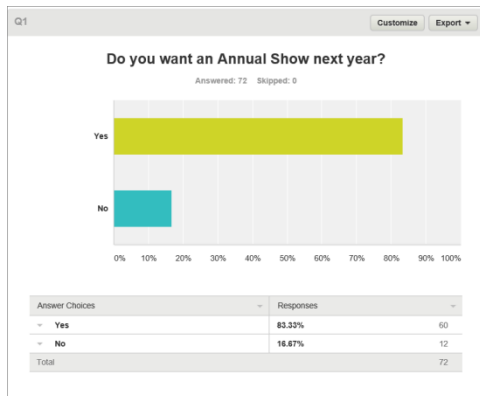 Q1 Customize Export
Do you want an Annual Show next year?
Answered: 72 Skipped: 0
Yes
No
0% 10% 20% 30% 40% 50% 60% 70% 80% 90% 100%
Answer Choices Responses
Yes 83.33% 60
No 16.67% 12
Total 72